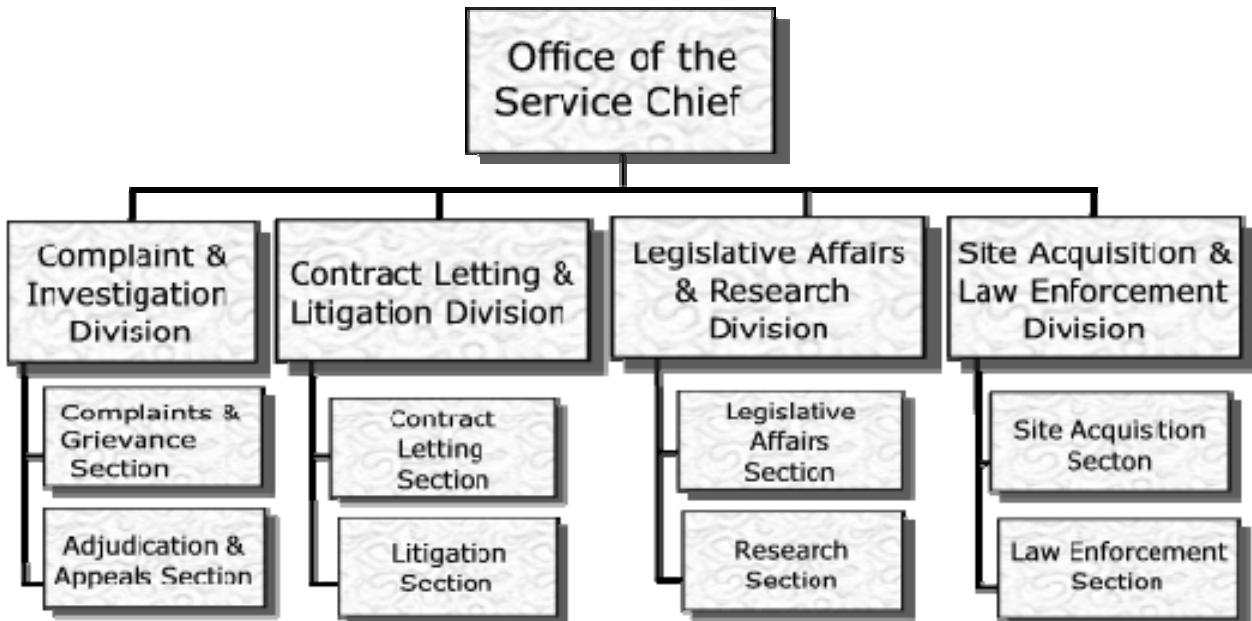 Office of the
Service Chief
Complaint &
Investigation
Division
Contract Letting &
Litigation Division
Legislative Affairs
& Research
Division
Site Acquisition &
Law Enforcement
Division
Complaints &
Grievance
Section
Adjudication &
Appeals Section
Contract
Letting
Section
Litigation
Section
Legislative
Affairs
Section
Research
Section
Site Acquisition
Secton
Law Enforcement
Section